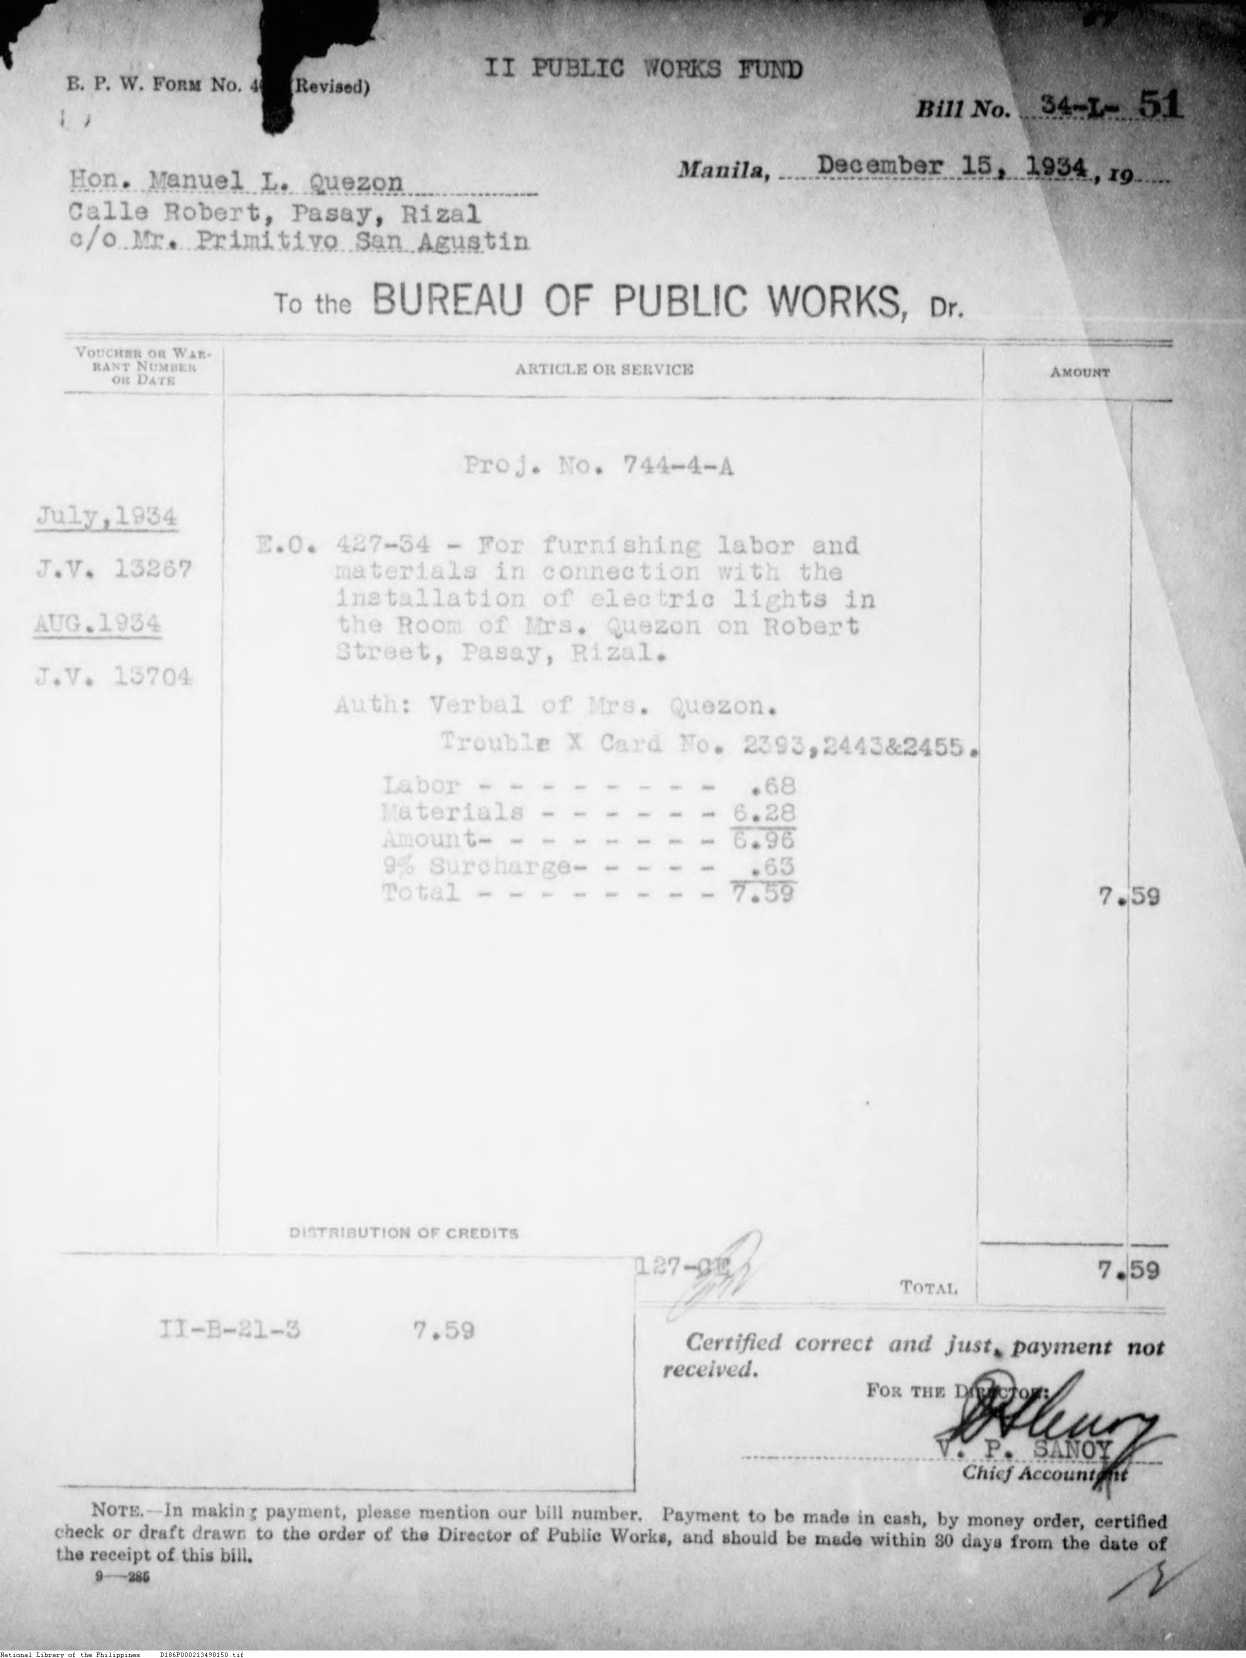 II PUBLIC WORKS FUND
B. P. W. FORM No. 4 (Revised)
Bill No. 34-L- 51
Manila, December 15, 1934, 19
Hon. Manuel L. Quezon
Calle Robert, Pasay, Rizal
c/o Mr. Primitivo San Agustin
To the BUREAU OF PUBLIC WORKS, Dr.
VOUCHER OR WAR-
RANT NUMBER
OR DATE
ARTICLE OR SERVICE
AMOUNT
Proj. No. 744-4-A
July,1934
J.V. 13267
AUG.1934
J.V. 13704
E.O. 427-34 - For furnishing labor and
materials in connection with the
installation of electric lights in
the Room of Mrs. Quezon on Robert
Street, Pasay, Rizal.
Auth: Verbal of Mrs. Quezon.
Trouble X Card No. 2393,2443&2455.
Labor - - - - - - - - .68
Materials - - - - - - 6.28
Amount- - - - - - - - 6.96
9% Surcharge- - - - - .63
Total - - - - - - - - 7.59 7.59
DISTRIBUTION OF CREDITS
127-
TOTAL 7.59
II-B-21-3 7.59
Certified correct and just, payment not
received.
FOR THE DIRECTOR:
V. P. SANOY
Chief Accountant
NOTE.—In making payment, please mention our bill number. Payment to be made in cash, by money order, certified
check or draft drawn to the order of the Director of Public Works, and should be made within 30 days from the date of
the receipt of this bill.
9—285
National Library of the Philippines D186P000213498150.tif